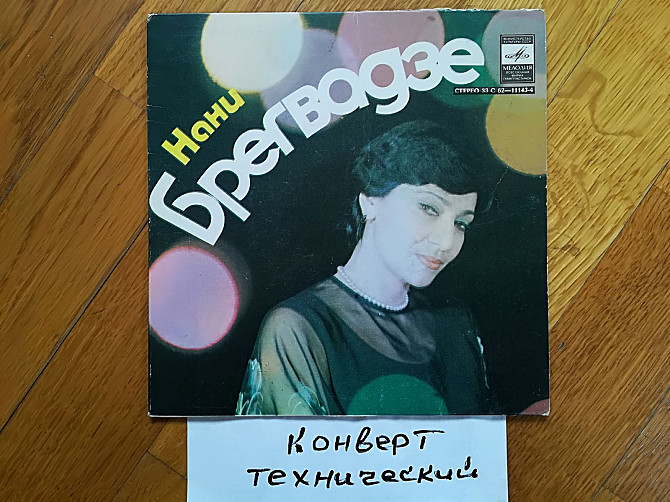 Нани
Брегвадзе
МЕЛОДИЯ
СТЕРЕО 33 С 62—11143-4
Конверт
технический